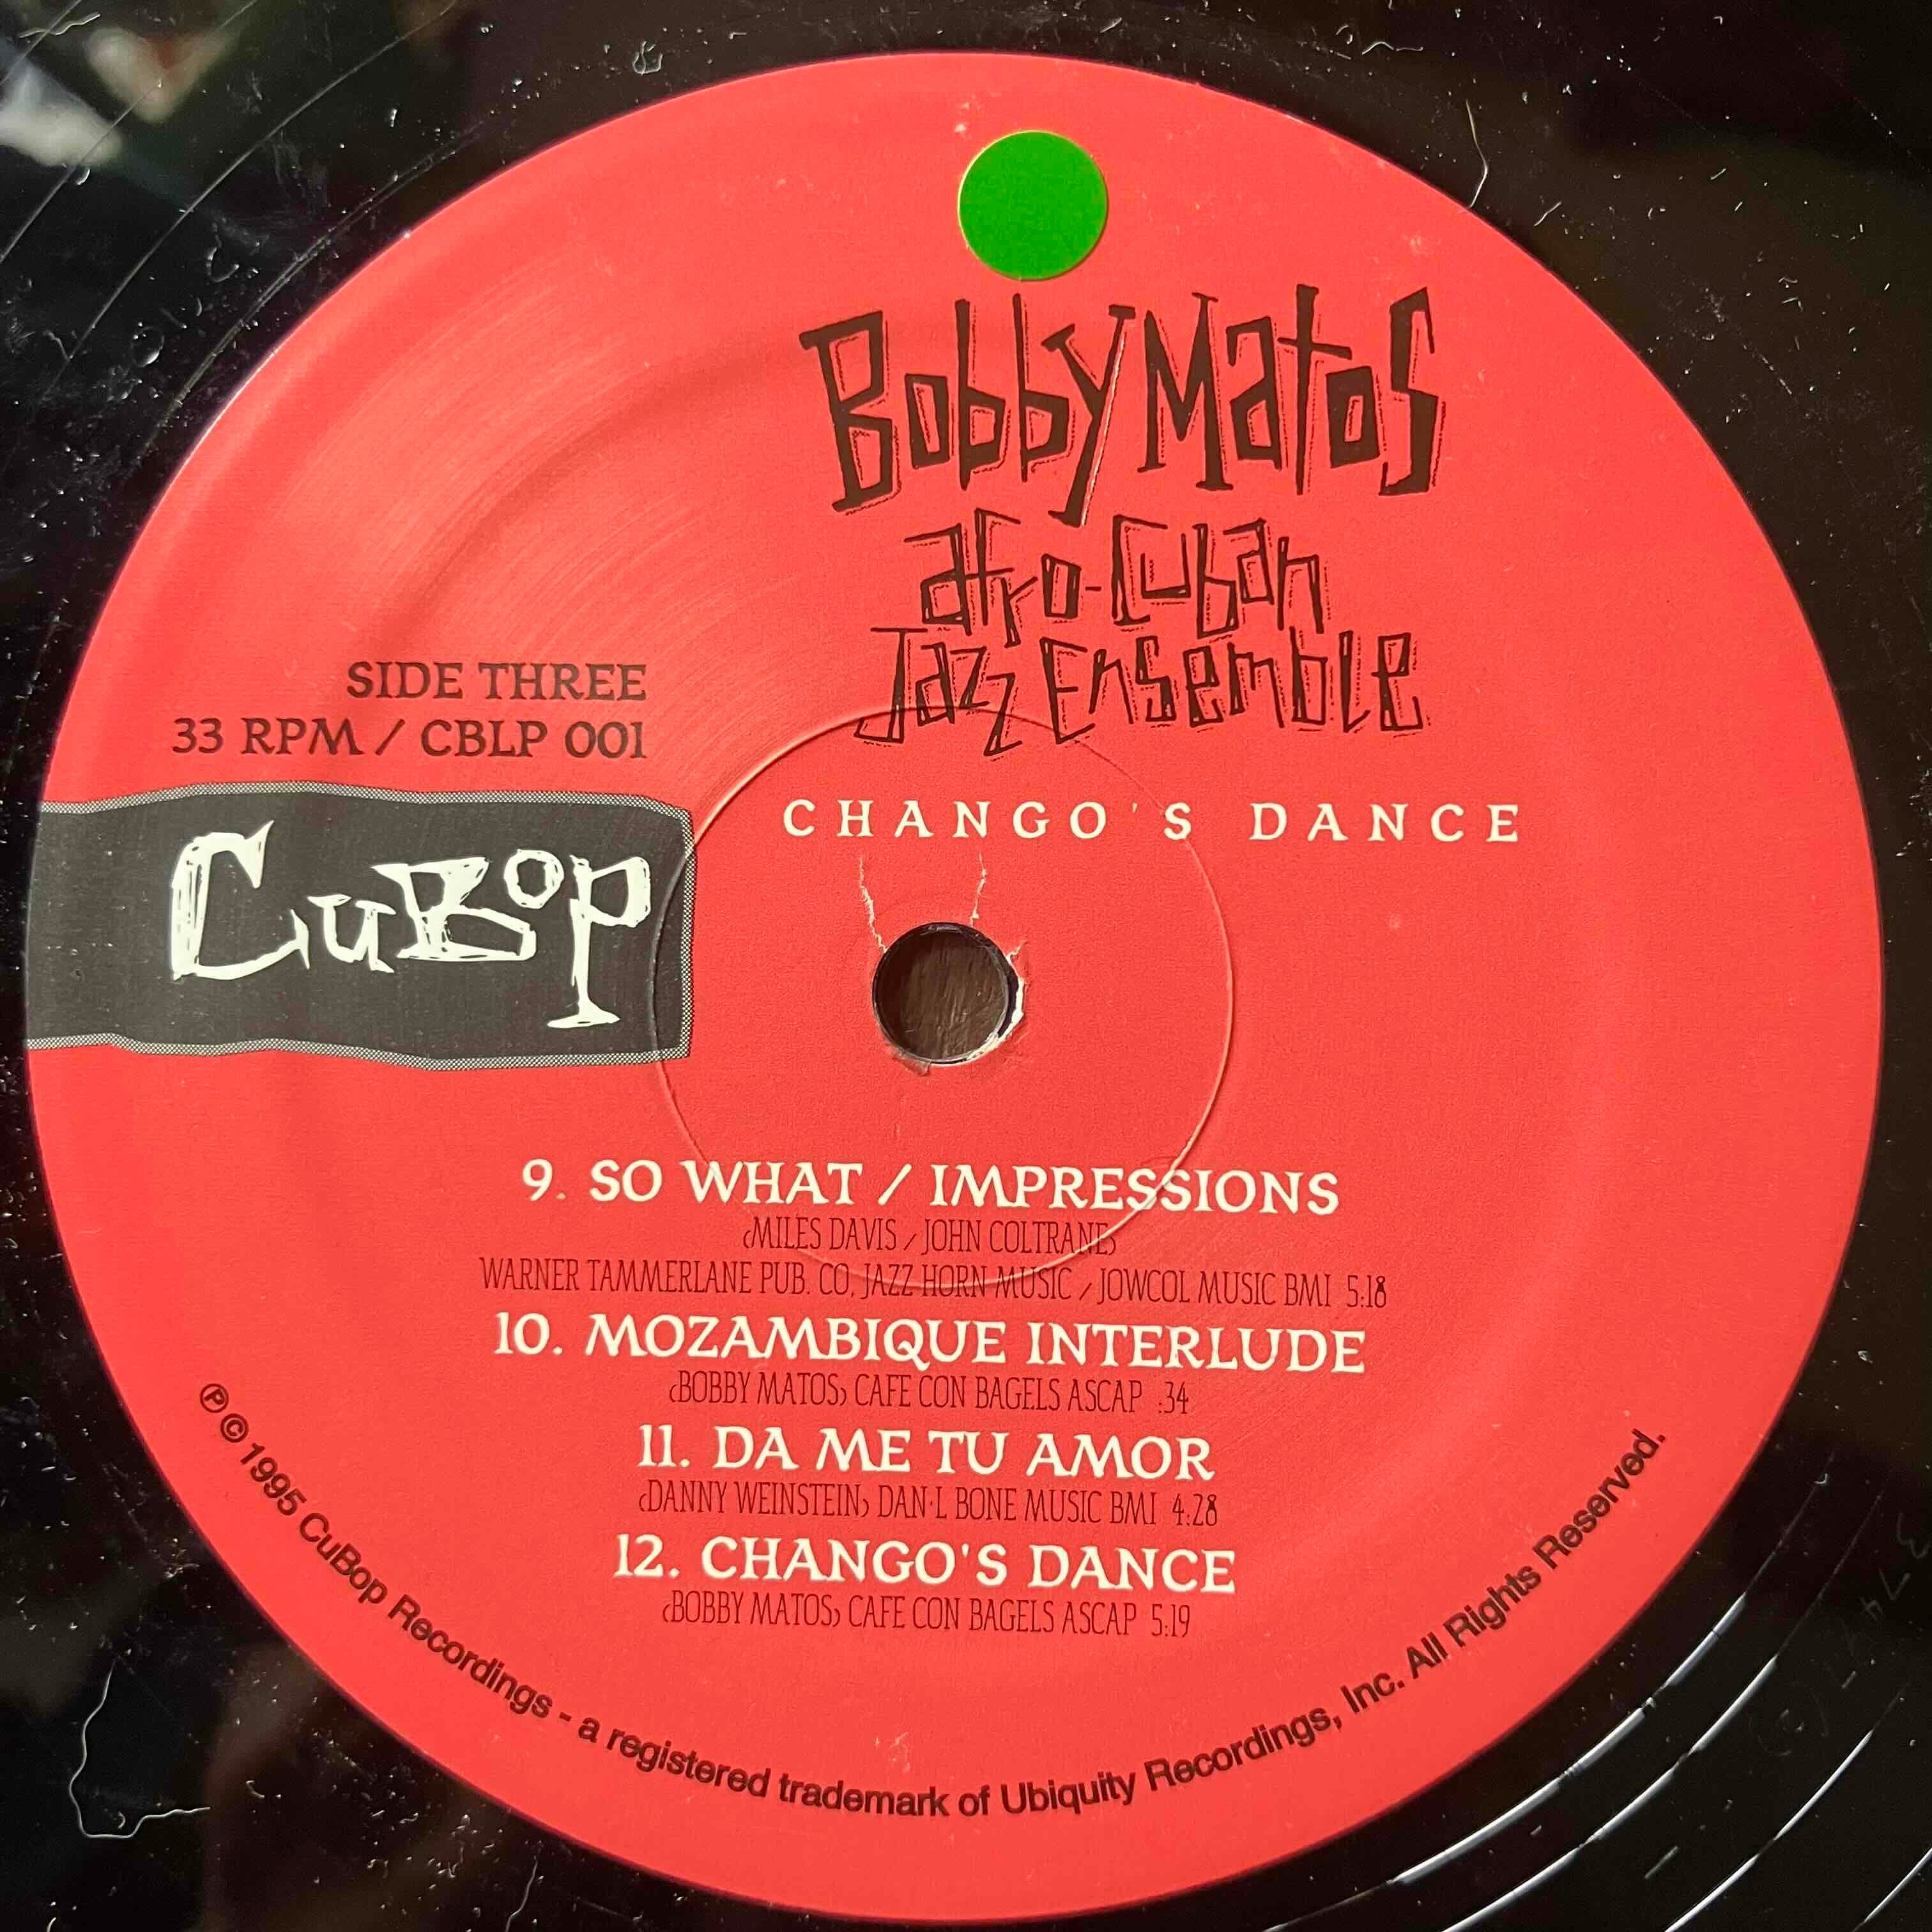 Bobby Matos
afro-Cuban
Jazz Ensemble
SIDE THREE
33 RPM / CBLP 001
CHANGO'S DANCE
CuBop
9. SO WHAT / IMPRESSIONS
(MILES DAVIS / JOHN COLTRANE)
WARNER TAMMERLANE PUB. CO, JAZZ HORN MUSIC / JOWCOL MUSIC BMI 5:18
10. MOZAMBIQUE INTERLUDE
(BOBBY MATOS) CAFE CON BAGELS ASCAP :34
11. DA ME TU AMOR
(DANNY WEINSTEIN) DAN'L BONE MUSIC BMI 4:28
12. CHANGO'S DANCE
(BOBBY MATOS) CAFE CON BAGELS ASCAP 5:19
℗© 1995 CuBop Recordings - a registered trademark of Ubiquity Recordings, Inc. All Rights Reserved.